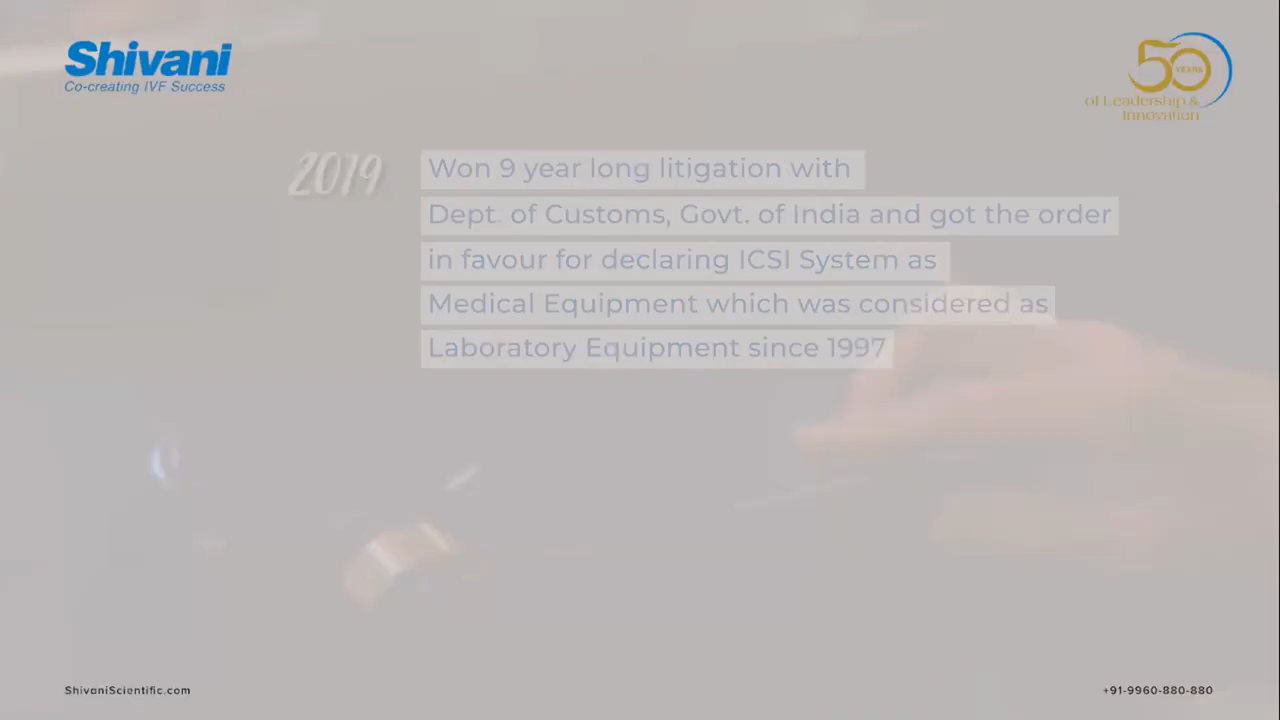 Shivani
Co-creating IVF Success
50 YEARS
of Leadership &
Innovation
2019
Won 9 year long litigation with
Dept. of Customs, Govt. of India and got the order
in favour for declaring ICSI System as
Medical Equipment which was considered as
Laboratory Equipment since 1997
ShivaniScientific.com
+91-9960-880-880